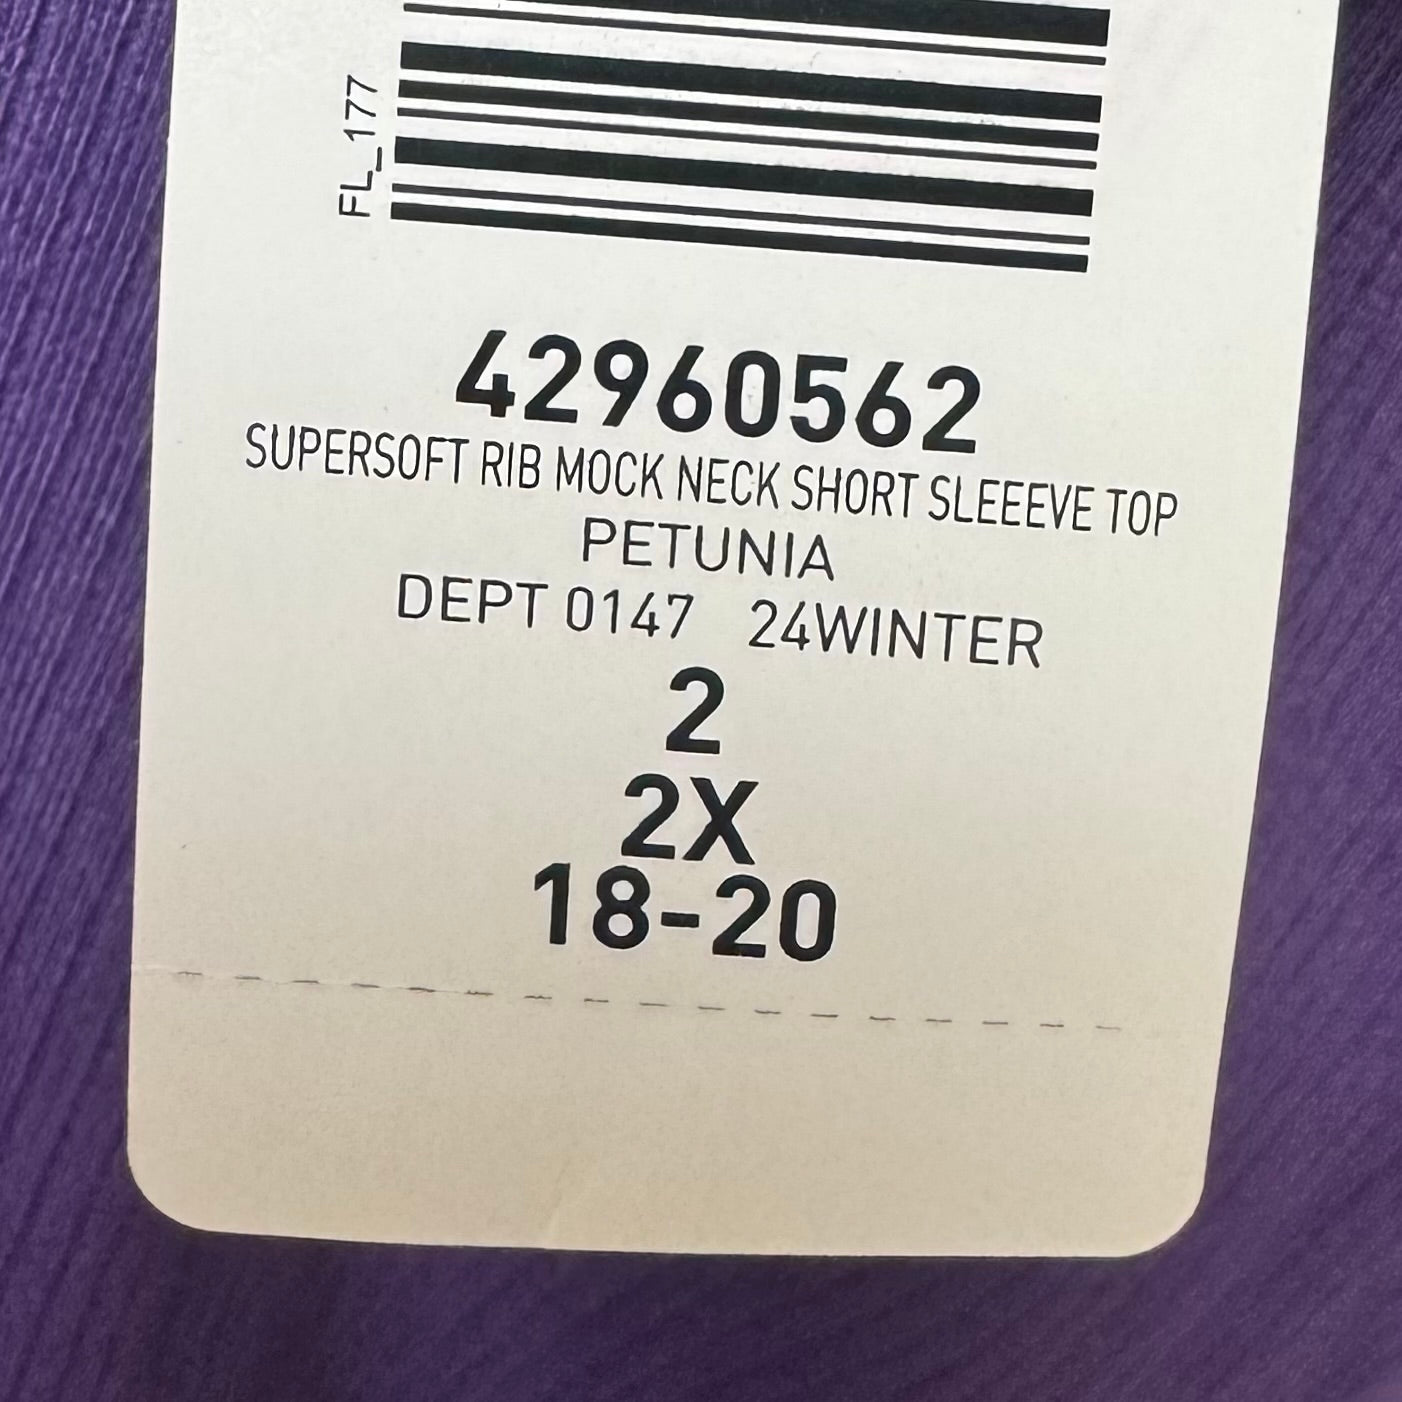 FL_177
42960562
SUPERSOFT RIB MOCK NECK SHORT SLEEEVE TOP
PETUNIA
DEPT 0147 24WINTER
2
2X
18-20